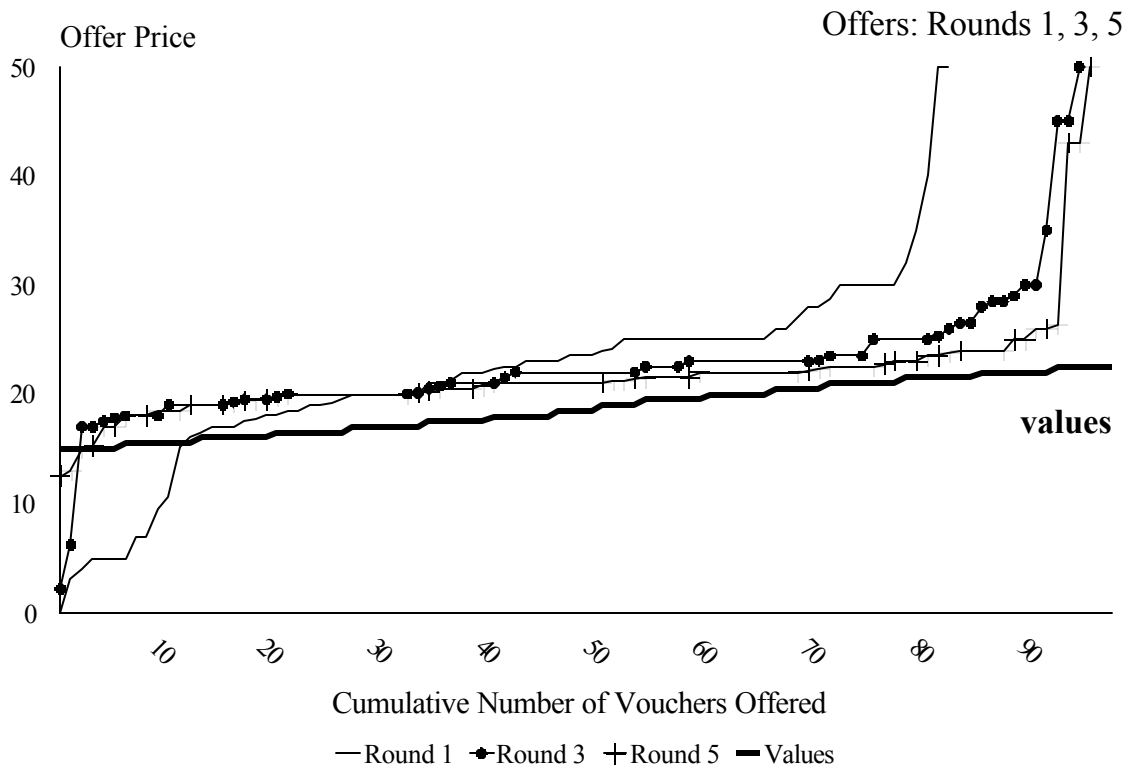 Offers: Rounds 1, 3, 5
Offer Price
50
40
30
20
10
0
values
10 20 30 40 50 60 70 80 90
Cumulative Number of Vouchers Offered
Round 1 Round 3 Round 5 Values